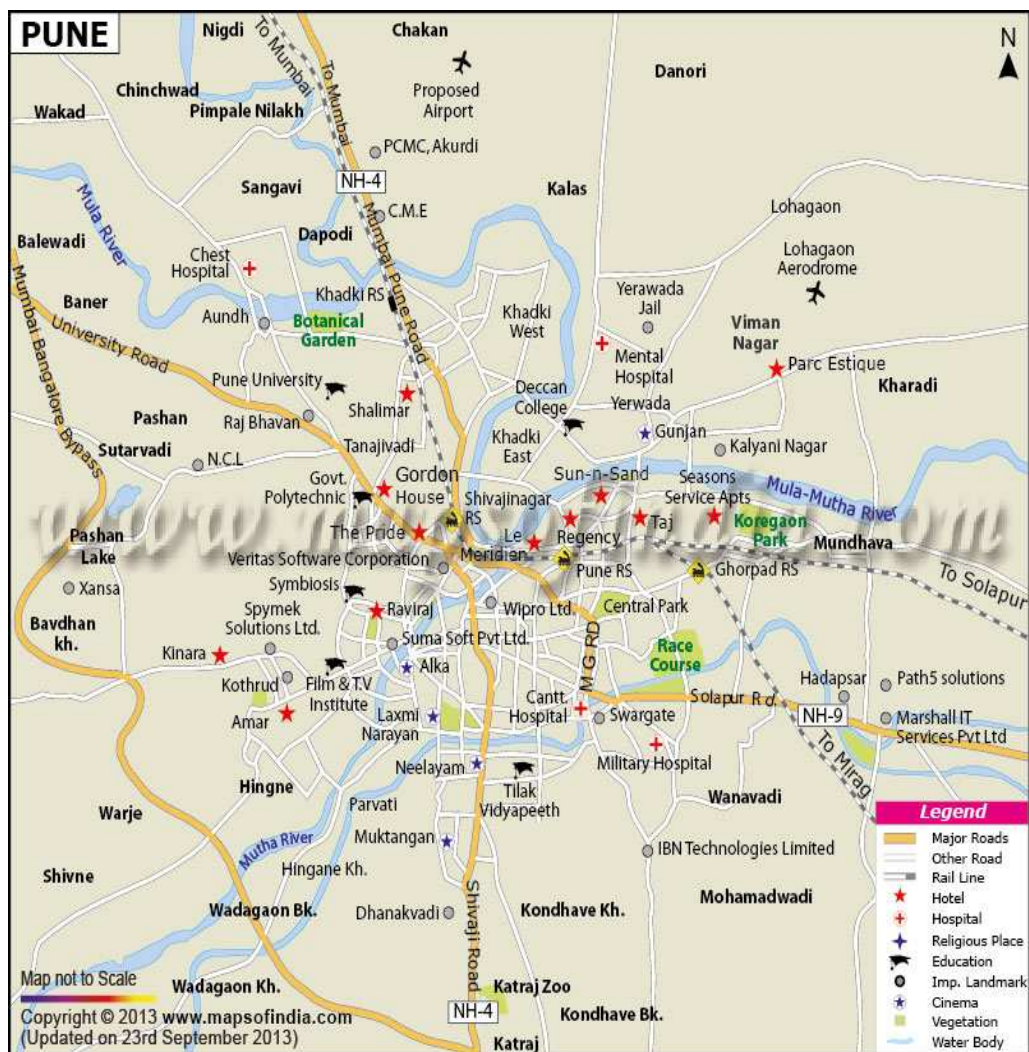 PUNE
Nigdi
To Mumbai
To Mumbai
Chakan
N
Danori
Proposed
Airport
Chinchwad
Wakad
Pimpale Nilakh
PCMC, Akurdi
NH-4
Sangavi
Kalas
Lohagaon
C.M.E
Mula River
Dapodi
Mumbai Pune Road
Balewadi
Chest
Hospital
Lohagaon
Aerodrome
Mumbai Bangalore Bypass
Baner
Khadki RS
Yerawada
Jail
Aundh
Botanical
Garden
Khadki
West
Viman
Nagar
University Road
Mental
Hospital
Parc Estique
Kharadi
Pune University
Shalimar
Deccan
College
Yerwada
Pashan
Raj Bhavan
Gunjan
Sutarvadi
Tanajivadi
Khadki
East
Kalyani Nagar
N.C.L
Govt.
Polytechnic
Gordon
House
Shivajinagar
RS
Sun-n-Sand
Seasons
Service Apts
Mula-Mutha River
www.mapsofindia.com
Pashan
Lake
The Pride
Le
Meridien
Regency
Taj
Koregaon
Park
Mundhava
Veritas Software Corporation
Pune RS
Ghorpad RS
To Solapur
Xansa
Symbiosis
Bavdhan
kh.
Spymek
Solutions Ltd.
Raviraj
Wipro Ltd.
Central Park
Suma Soft Pvt Ltd.
M G RD
Race
Course
Kinara
Alka
Kothrud
Film & T.V
Institute
Cantt.
Hospital
Solapur Rd.
Hadapsar
Path5 solutions
Amar
Laxmi
Narayan
Swargate
NH-9
Marshall IT
Services Pvt Ltd
Neelayam
Military Hospital
To Mirag
Hingne
Tilak
Vidyapeeth
Wanavadi
Warje
Parvati
Mutha River
Muktangan
IBN Technologies Limited
Shivne
Hingane Kh.
Mohamadwadi
Wadagaon Bk.
Dhanakvadi
Shivaji Road
Kondhave Kh.
Wadagaon Kh.
Katraj Zoo
NH-4
Kondhave Bk.
Katraj
Legend
Major Roads
Other Road
Rail Line
Hotel
Hospital
Religious Place
Education
Imp. Landmark
Cinema
Vegetation
Water Body
Map not to Scale
Copyright © 2013 www.mapsofindia.com
(Updated on 23rd September 2013)